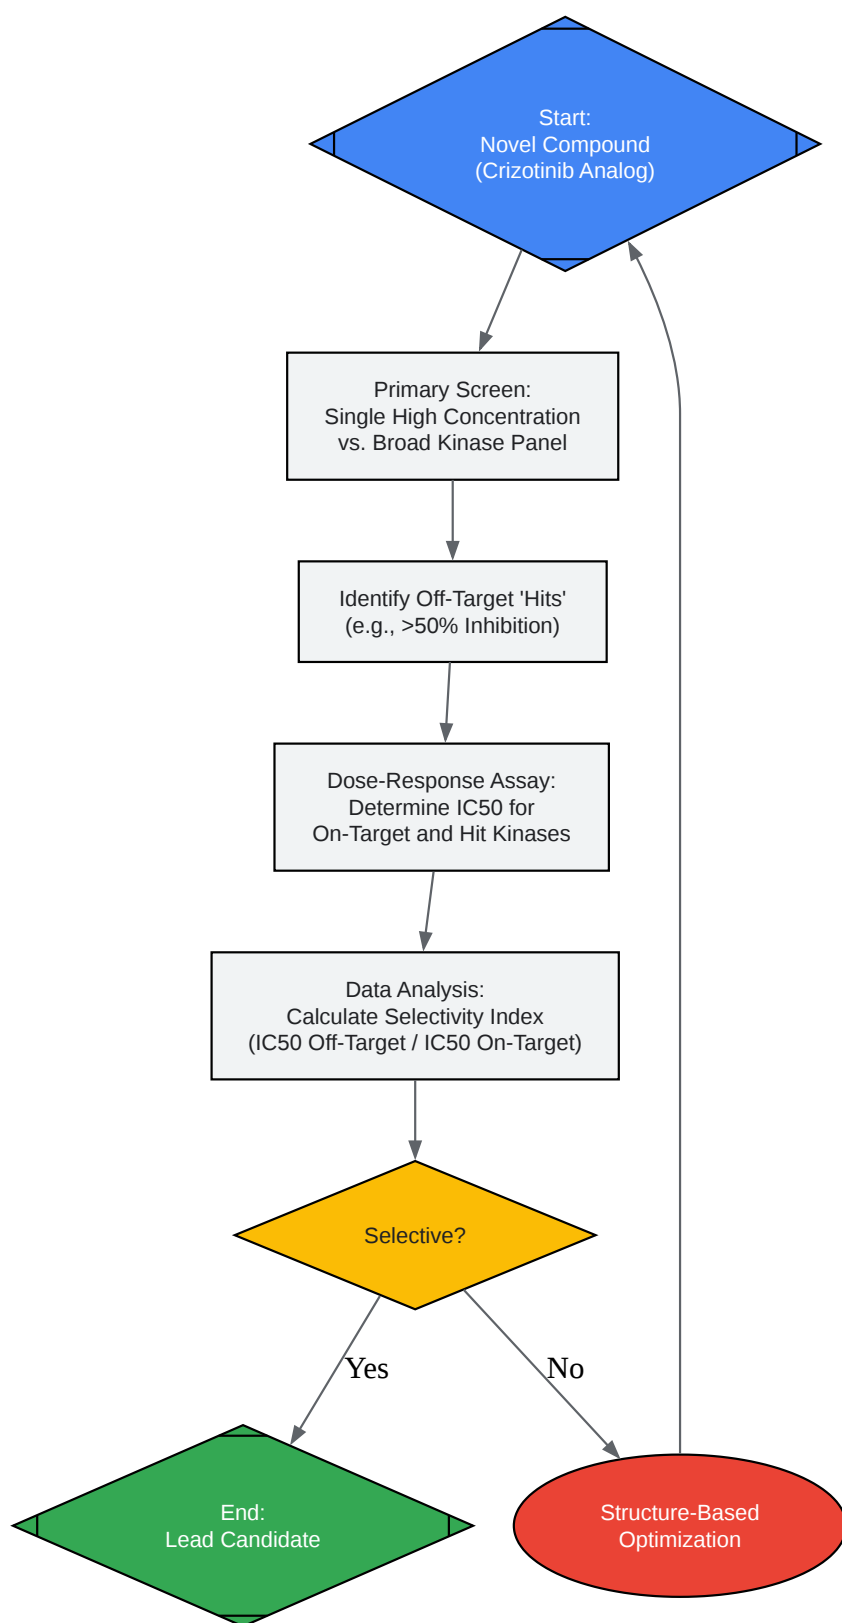 Start:
Novel Compound
(Crizotinib Analog)
Primary Screen:
Single High Concentration
vs. Broad Kinase Panel
Identify Off-Target 'Hits'
(e.g., >50% Inhibition)
Dose-Response Assay:
Determine IC50 for
On-Target and Hit Kinases
Data Analysis:
Calculate Selectivity Index
(IC50 Off-Target / IC50 On-Target)
Selective?
Yes
No
End:
Lead Candidate
Structure-Based
Optimization